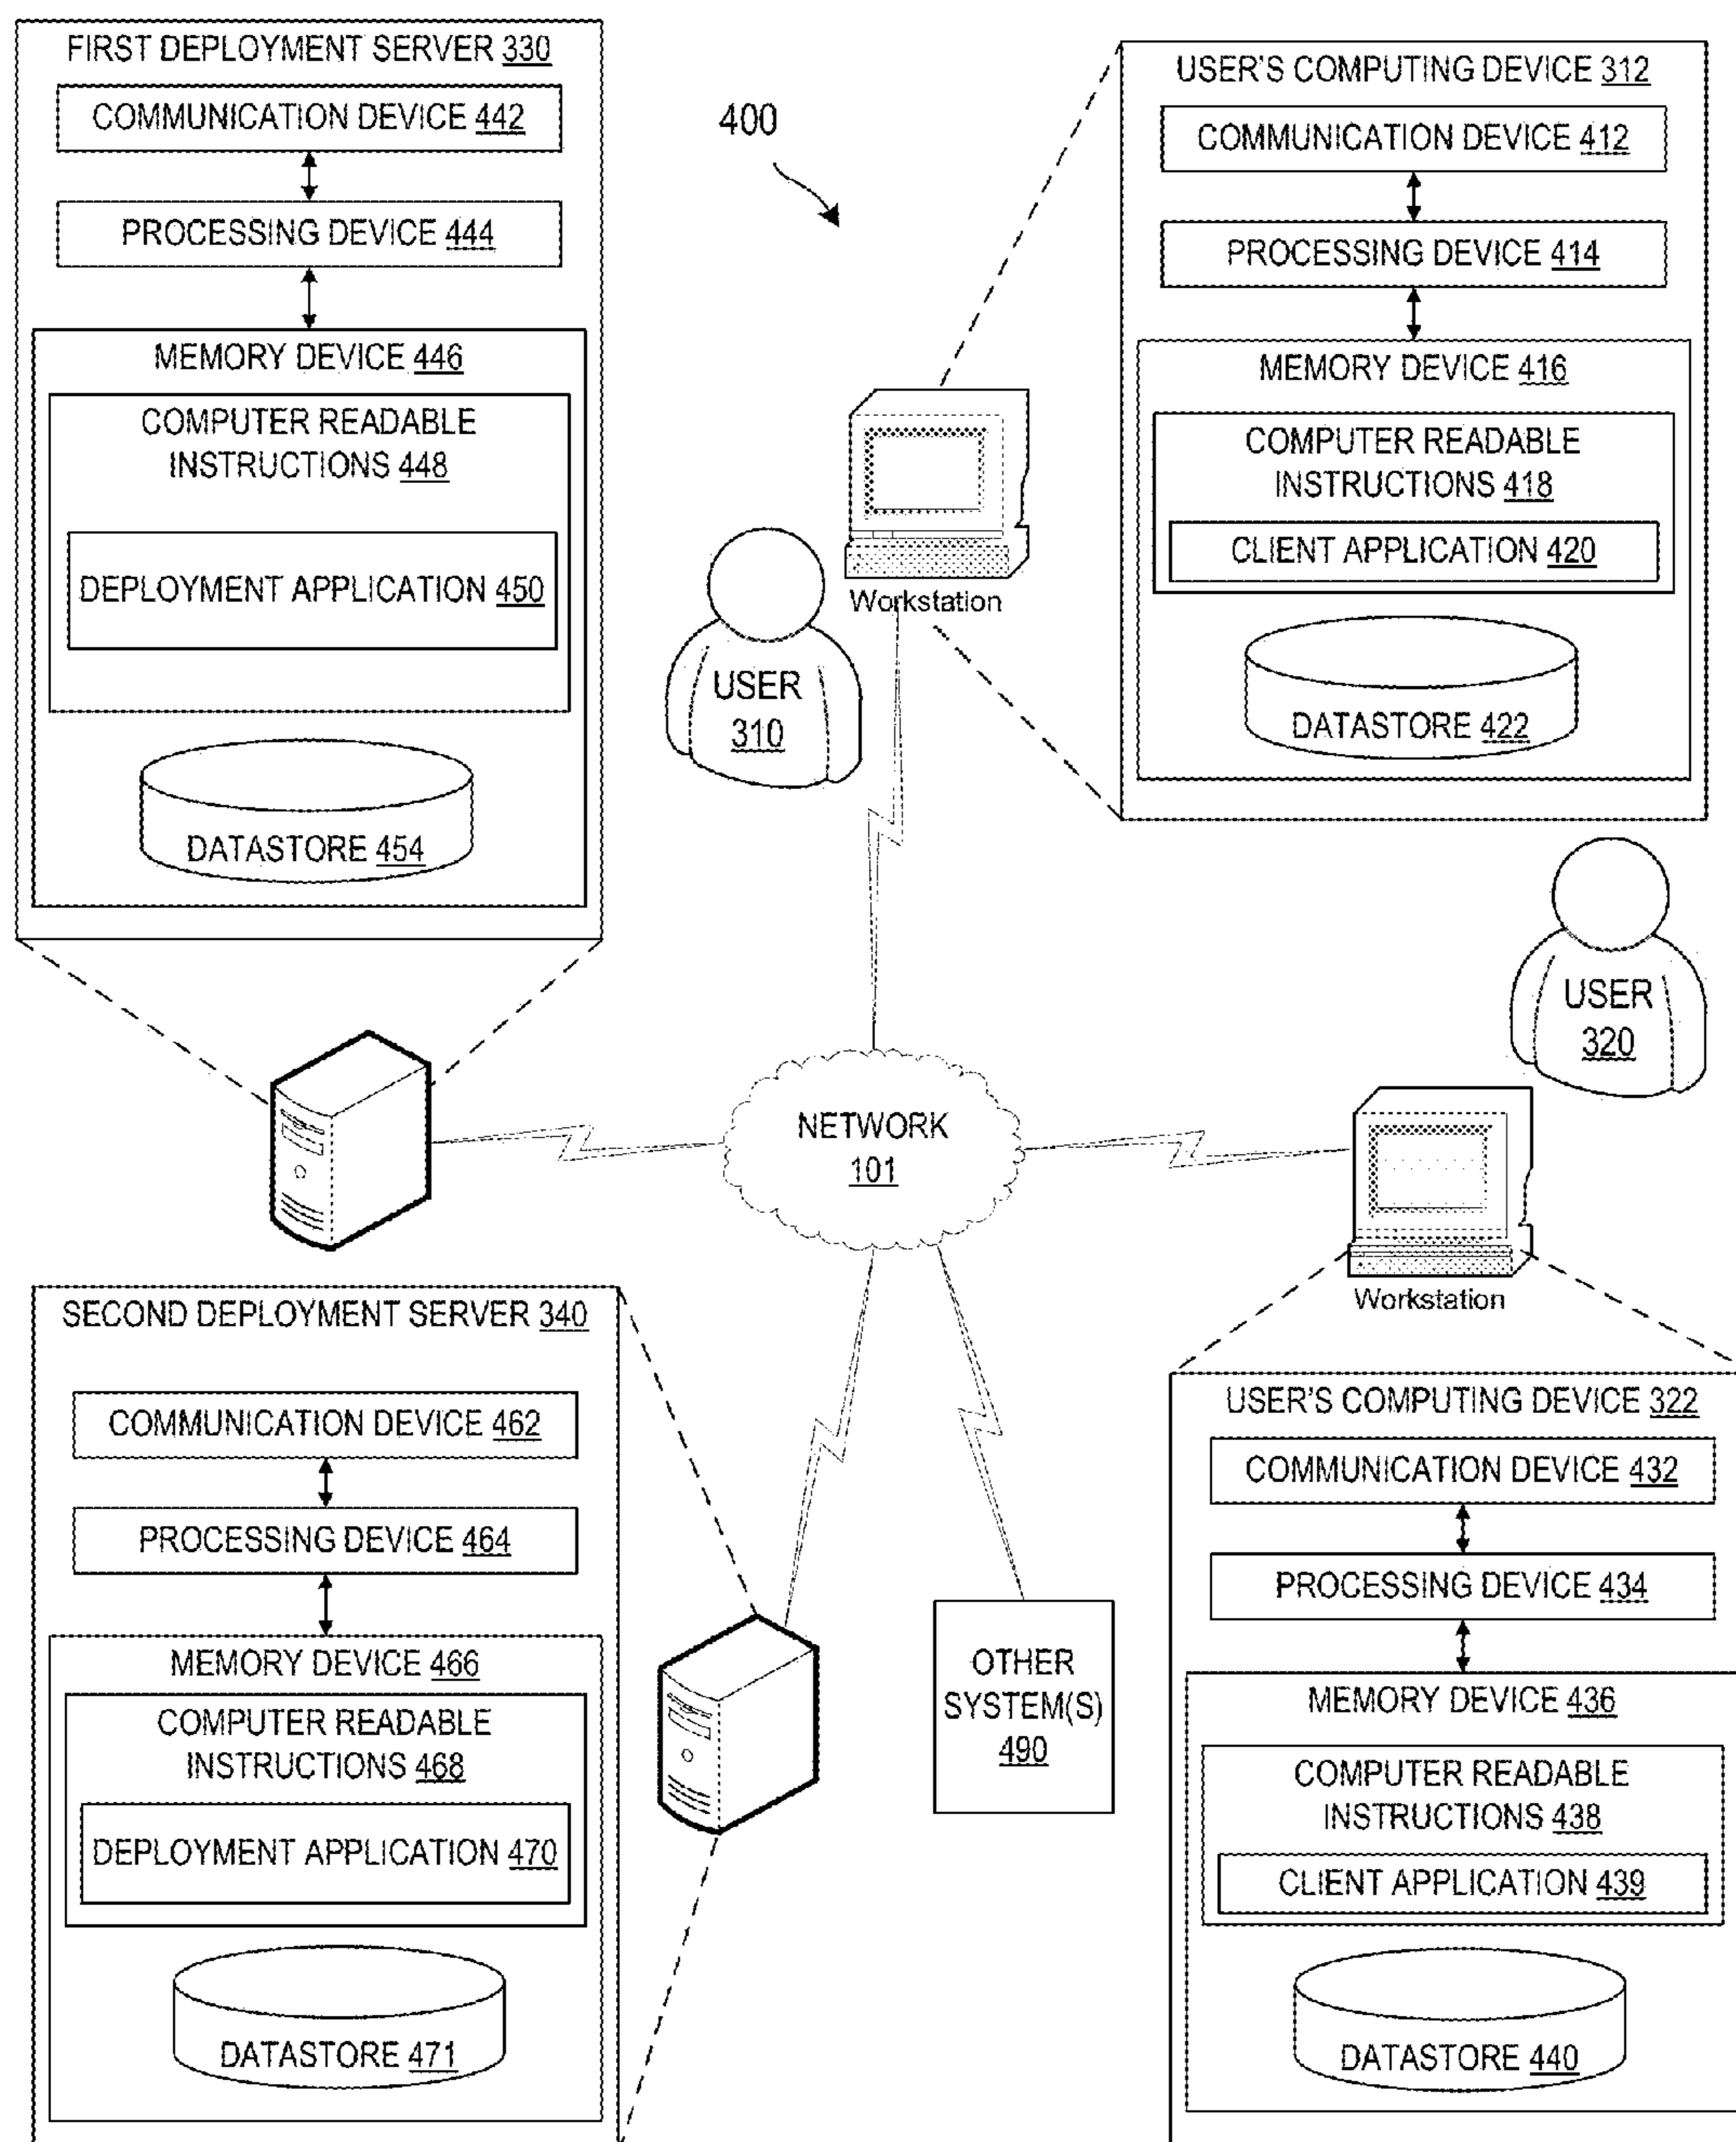 FIRST DEPLOYMENT SERVER 330
COMMUNICATION DEVICE 442
PROCESSING DEVICE 444
MEMORY DEVICE 446
COMPUTER READABLE
INSTRUCTIONS 448
DEPLOYMENT APPLICATION 450
DATASTORE 454
400
USER'S COMPUTING DEVICE 312
COMMUNICATION DEVICE 412
PROCESSING DEVICE 414
MEMORY DEVICE 416
COMPUTER READABLE
INSTRUCTIONS 418
CLIENT APPLICATION 420
DATASTORE 422
Workstation
USER
310
USER
320
NETWORK
101
Workstation
SECOND DEPLOYMENT SERVER 340
COMMUNICATION DEVICE 462
PROCESSING DEVICE 464
MEMORY DEVICE 466
COMPUTER READABLE
INSTRUCTIONS 468
DEPLOYMENT APPLICATION 470
DATASTORE 471
OTHER
SYSTEM(S)
490
USER'S COMPUTING DEVICE 322
COMMUNICATION DEVICE 432
PROCESSING DEVICE 434
MEMORY DEVICE 436
COMPUTER READABLE
INSTRUCTIONS 438
CLIENT APPLICATION 439
DATASTORE 440